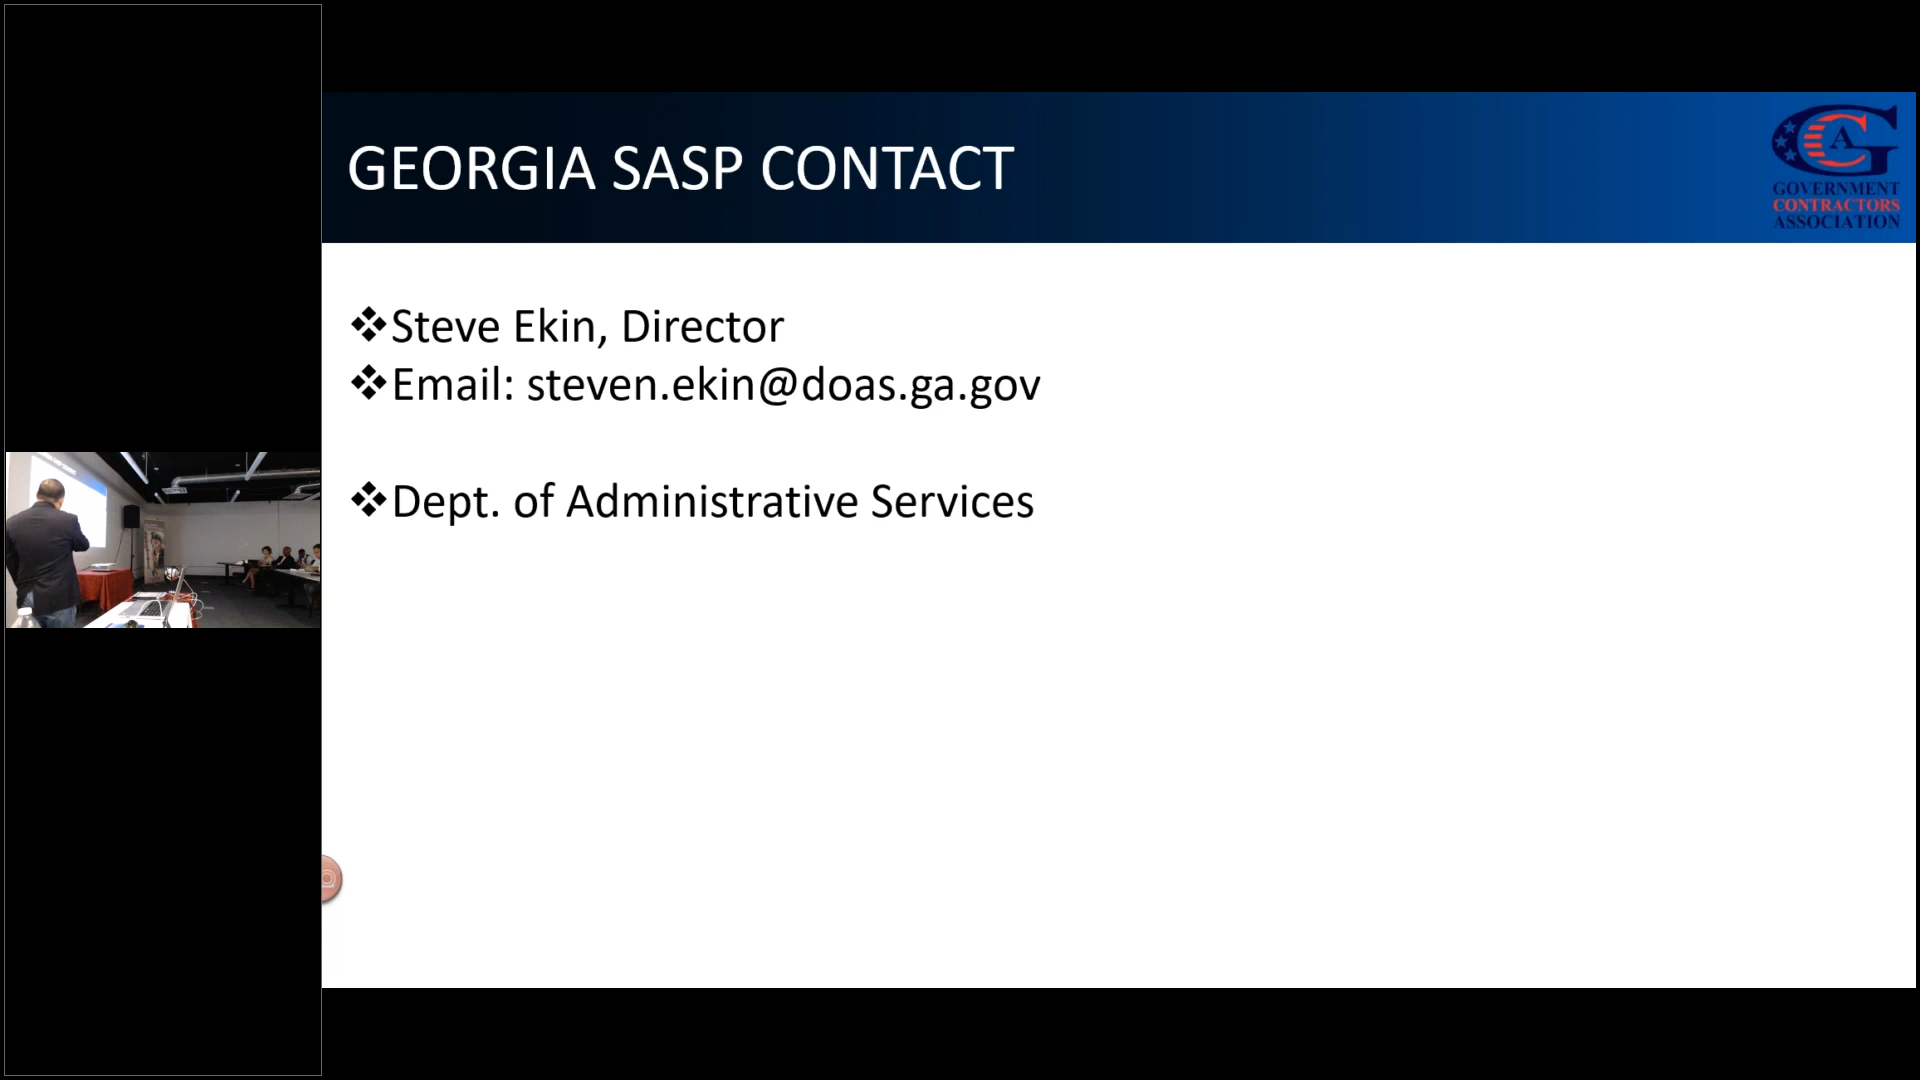 GEORGIA SASP CONTACT
GOVERNMENT
CONTRACTORS
ASSOCIATION
❖Steve Ekin, Director
❖Email: steven.ekin@doas.ga.gov
❖Dept. of Administrative Services